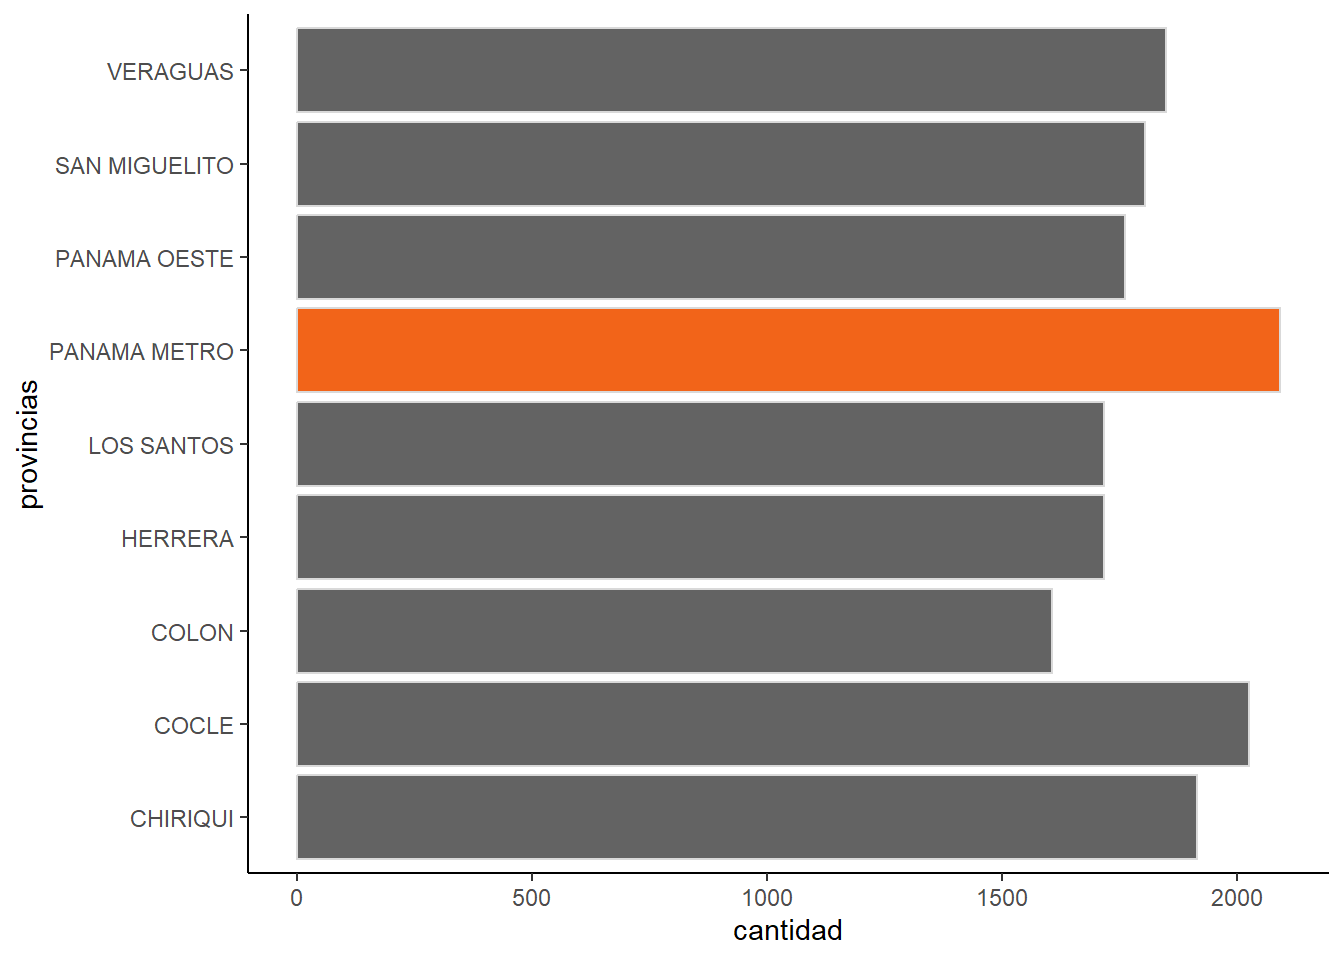 provincias
VERAGUAS
SAN MIGUELITO
PANAMA OESTE
PANAMA METRO
LOS SANTOS
HERRERA
COLON
COCLE
CHIRIQUI
0 500 1000 1500 2000
cantidad